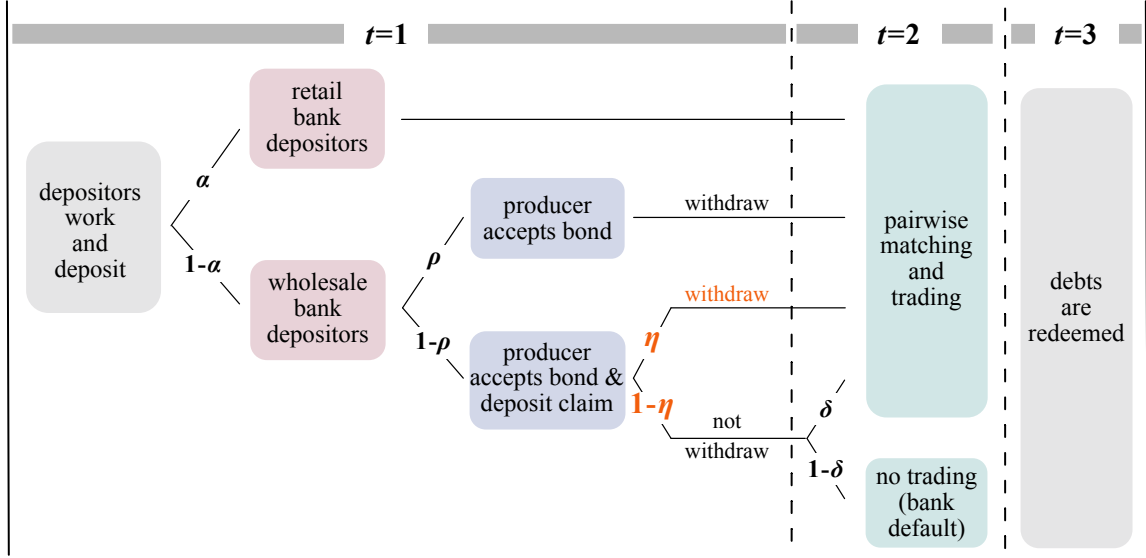 t=1
t=2
t=3
depositors
work
and
deposit
α
1-α
retail
bank
depositors
wholesale
bank
depositors
ρ
1-ρ
producer
accepts bond
producer
accepts bond &
deposit claim
withdraw
η
withdraw
1-η
not
withdraw
δ
1-δ
pairwise
matching
and
trading
no trading
(bank
default)
debts
are
redeemed